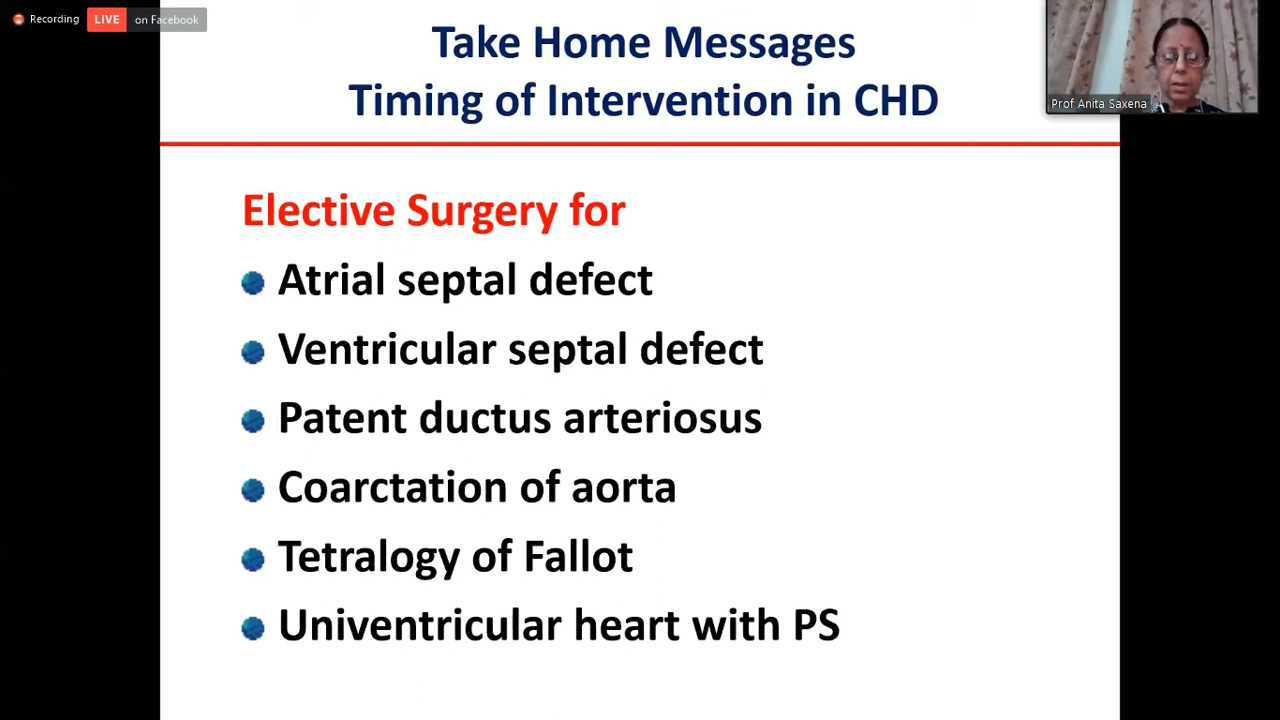 Recording LIVE on Facebook
Take Home Messages
Timing of Intervention in CHD
Prof Anita Saxena
Elective Surgery for
Atrial septal defect
Ventricular septal defect
Patent ductus arteriosus
Coarctation of aorta
Tetralogy of Fallot
Univentricular heart with PS